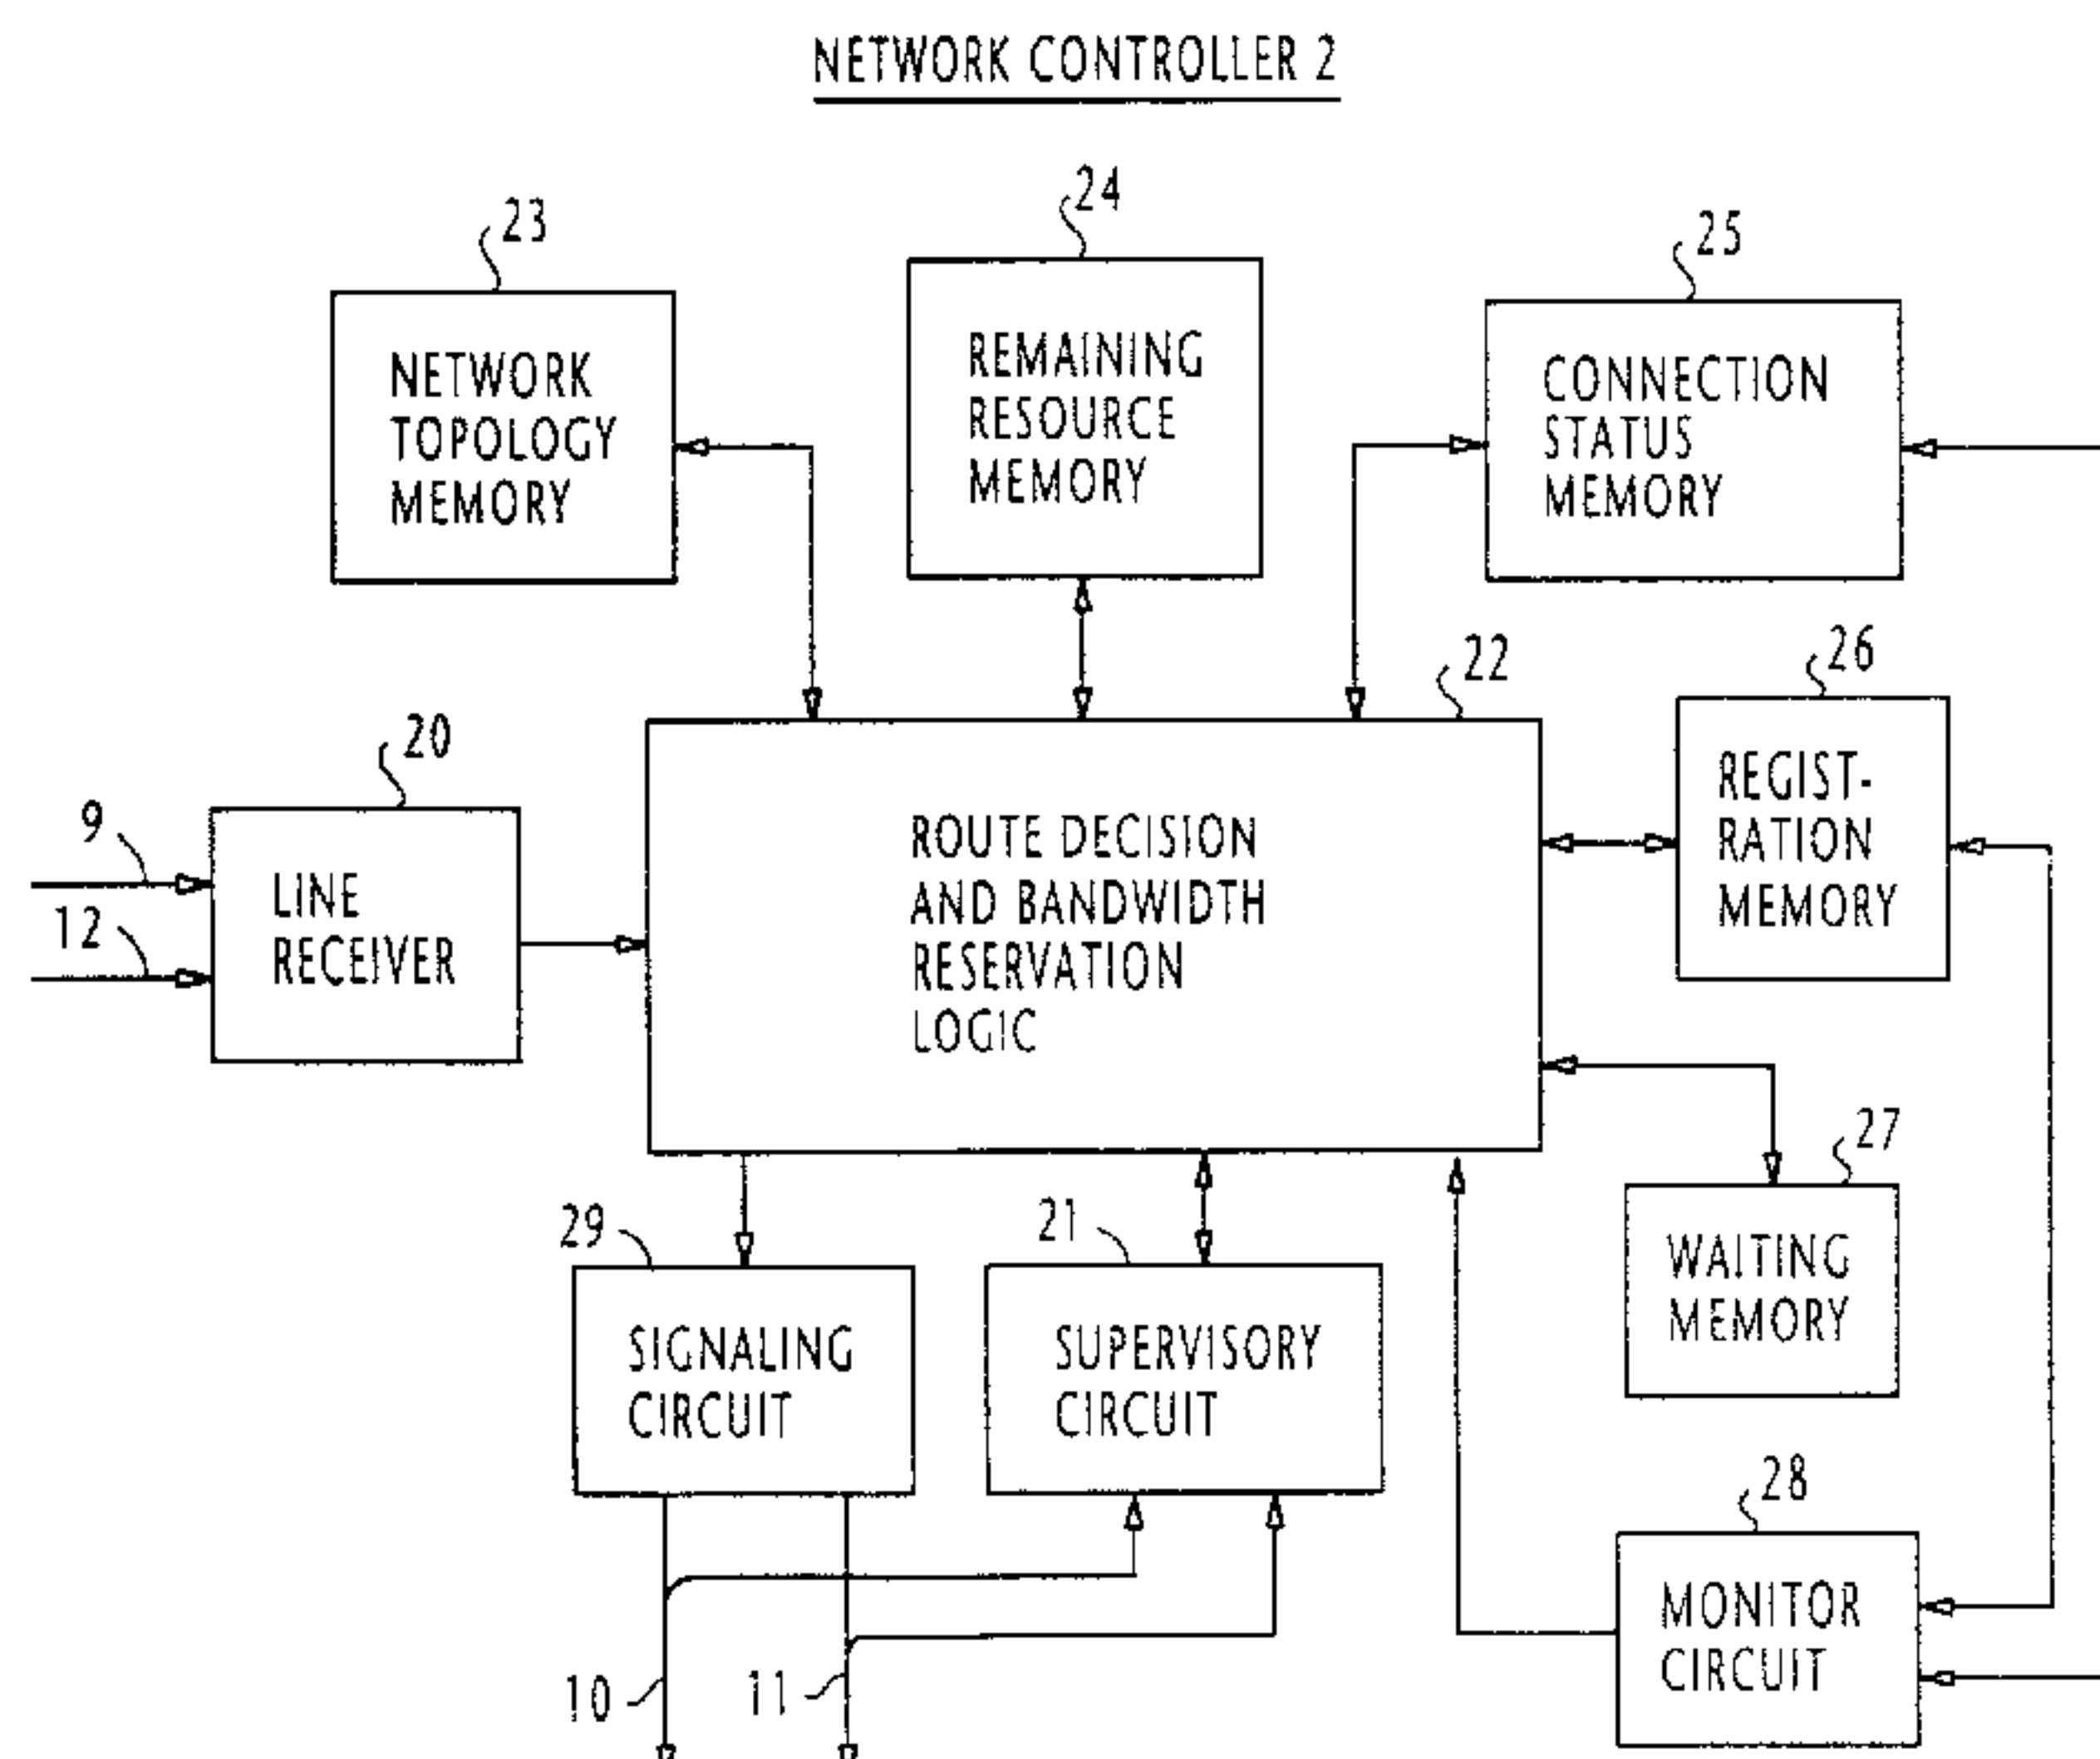 NETWORK CONTROLLER 2
23
24
25
NETWORK
TOPOLOGY
MEMORY
REMAINING
RESOURCE
MEMORY
CONNECTION
STATUS
MEMORY
22
26
20
9
12
LINE
RECEIVER
ROUTE DECISION
AND BANDWIDTH
RESERVATION
LOGIC
REGIST-
RATION
MEMORY
27
WAITING
MEMORY
29
21
SIGNALING
CIRCUIT
SUPERVISORY
CIRCUIT
28
MONITOR
CIRCUIT
10
11